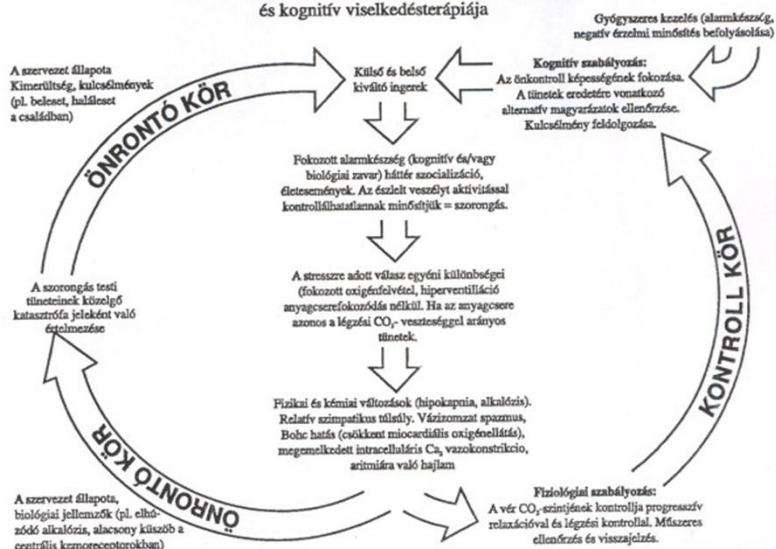 és kognitív viselkedésterápiája
Gyógyszeres kezelés (alarmkészség,
negatív érzelmi minősítés befolyásolása)
A szervezet állapota
Kimerültség, kulcsélmények
(pl. beleset, haláleset
a családban)
ÖNRONTÓ KÖR
Külső és belső
kiváltó ingerek
Kognitív szabályozás:
Az önkontroll képességének fokozása.
A tünetek eredetére vonatkozó
alternatív magyarázatok ellenőrzése.
Kulcsélmény feldolgozása.
Fokozott alarmkészség (kognitív és/vagy
biológiai zavar) háttér szocializáció,
életesemények. Az észlelt veszélyt aktivitással
kontrollálhatatlannak minősítjük = szorongás.
A szorongás testi
tüneteinek közelgő
katasztrófa jeleként való
értelmezése
A stresszre adott válasz egyéni különbségei
(fokozott oxigénfelvétel, hiperventilláció
anyagcserefokozódás nélkül. Ha az anyagcsere
azonos a légzési CO₂- veszteséggel arányos
tünetek.
KONTROLL KÖR
Fizikai és kémiai változások (hipokapnia, alkalózis).
Relatív szimpatikus túlsúly. Vázizomzat spazmus,
Bohc hatás (csökkent miocardiális oxigénellátás),
megemelkedett intracelluláris Ca, vazokonstrikcio,
aritmiára való hajlam
ÖNRONTÓ KÖR
A szervezet állapota,
biológiai jellemzők (pl. elhú-
zódó alkalózis, alacsony küszöb a
centrális kemoreceptorokban)
Fiziológiai szabályozás:
A vér CO₂-szintjének kontrollja progresszív
relaxációval és légzési kontrollal. Műszeres
ellenőrzés és visszajelzés.